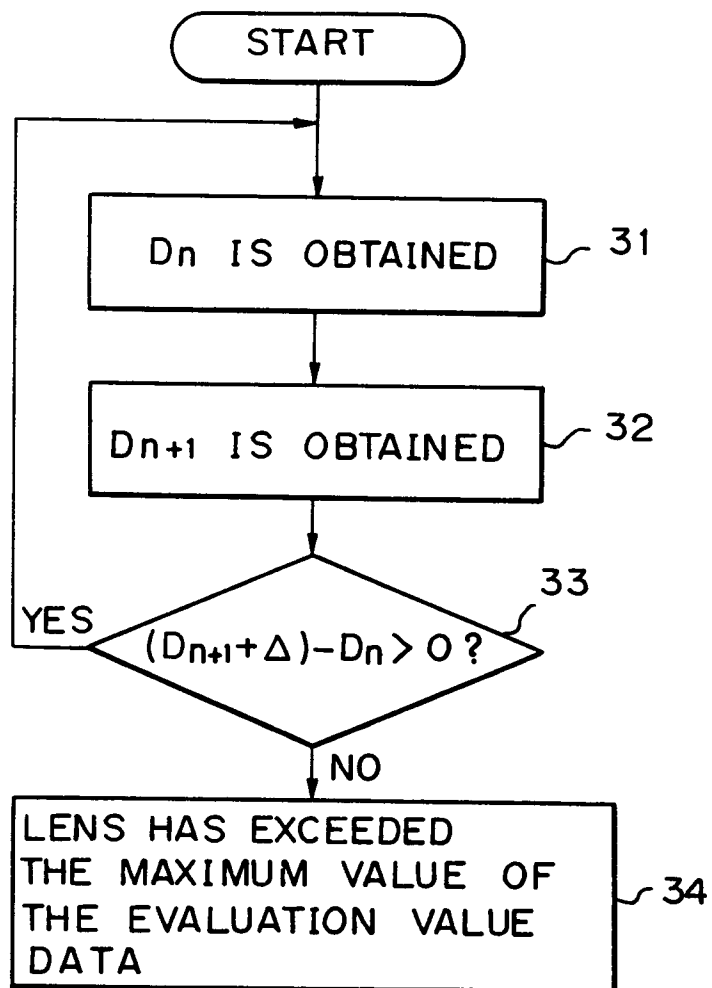 START
Dn IS OBTAINED
31
Dn+1 IS OBTAINED
32
33
YES
(Dn+1+Δ)-Dn>0?
NO
LENS HAS EXCEEDED
THE MAXIMUM VALUE OF
THE EVALUATION VALUE
DATA
34